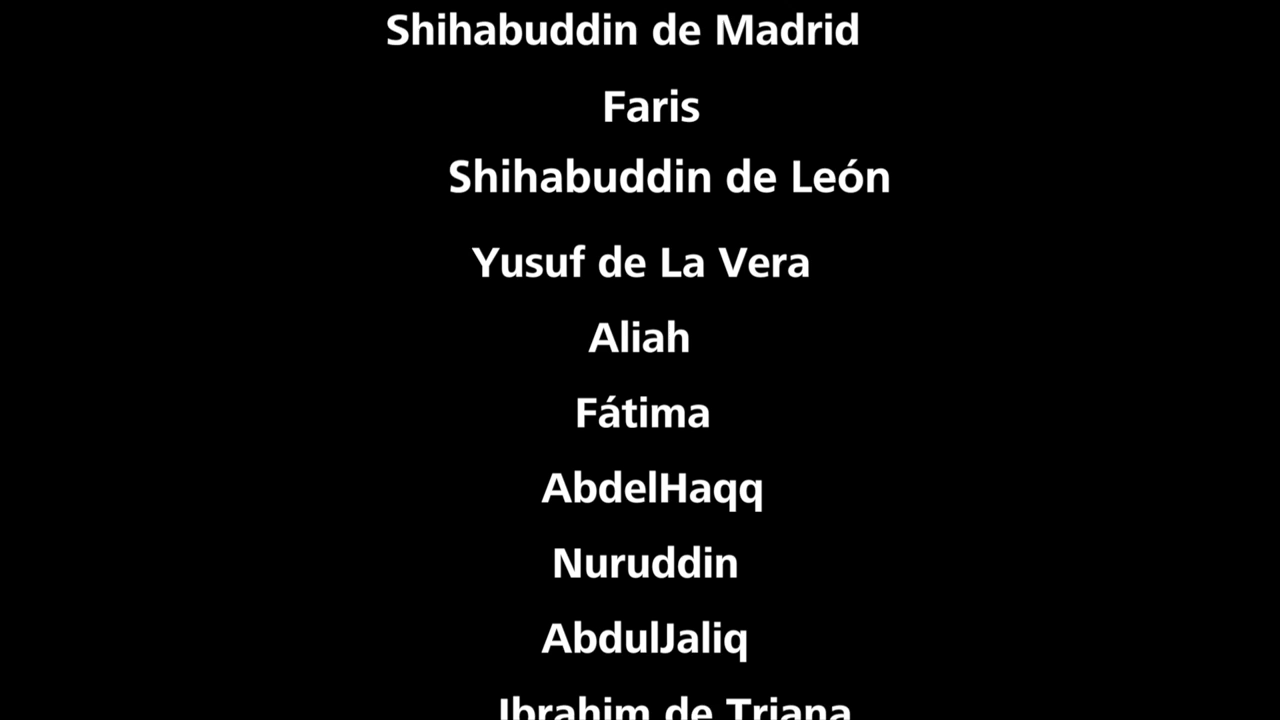 Shihabuddin de Madrid
Faris
Shihabuddin de León
Yusuf de La Vera
Aliah
Fátima
AbdelHaqq
Nuruddin
AbdulJaliq
Ibrahim de Triana